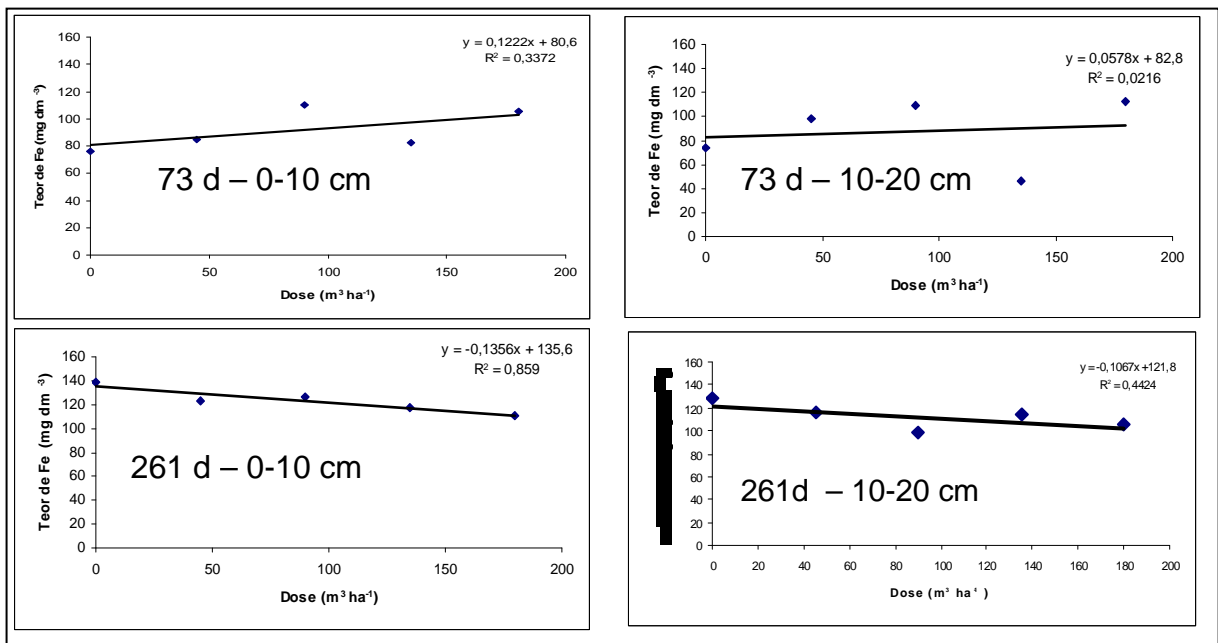 y = 0,1222x + 80,6
R² = 0,3372
160
140
120
100
80
60
40
20
0
0 50 100 150 200
Teor de Fe (mg dm -3)
Dose (m³ ha-¹)
73 d – 0-10 cm
y = 0,0578x + 82,8
R² = 0,0216
160
140
120
100
80
60
40
20
0
0 50 100 150 200
Teor de Fe (mg dm -3)
Dose (m³ ha-¹)
73 d – 10-20 cm
y = -0,1356x + 135,6
R² = 0,859
160
140
120
100
80
60
40
20
0
0 50 100 150 200
Teor de Fe (mg dm -3)
Dose (m³ ha-¹)
261 d – 0-10 cm
y = -0,1067x +121,8
R² = 0,4424
160
140
120
100
80
60
40
20
0
0 20 40 60 80 100 120 140 160 180 200
Dose (m³ ha
261d – 10-20 cm